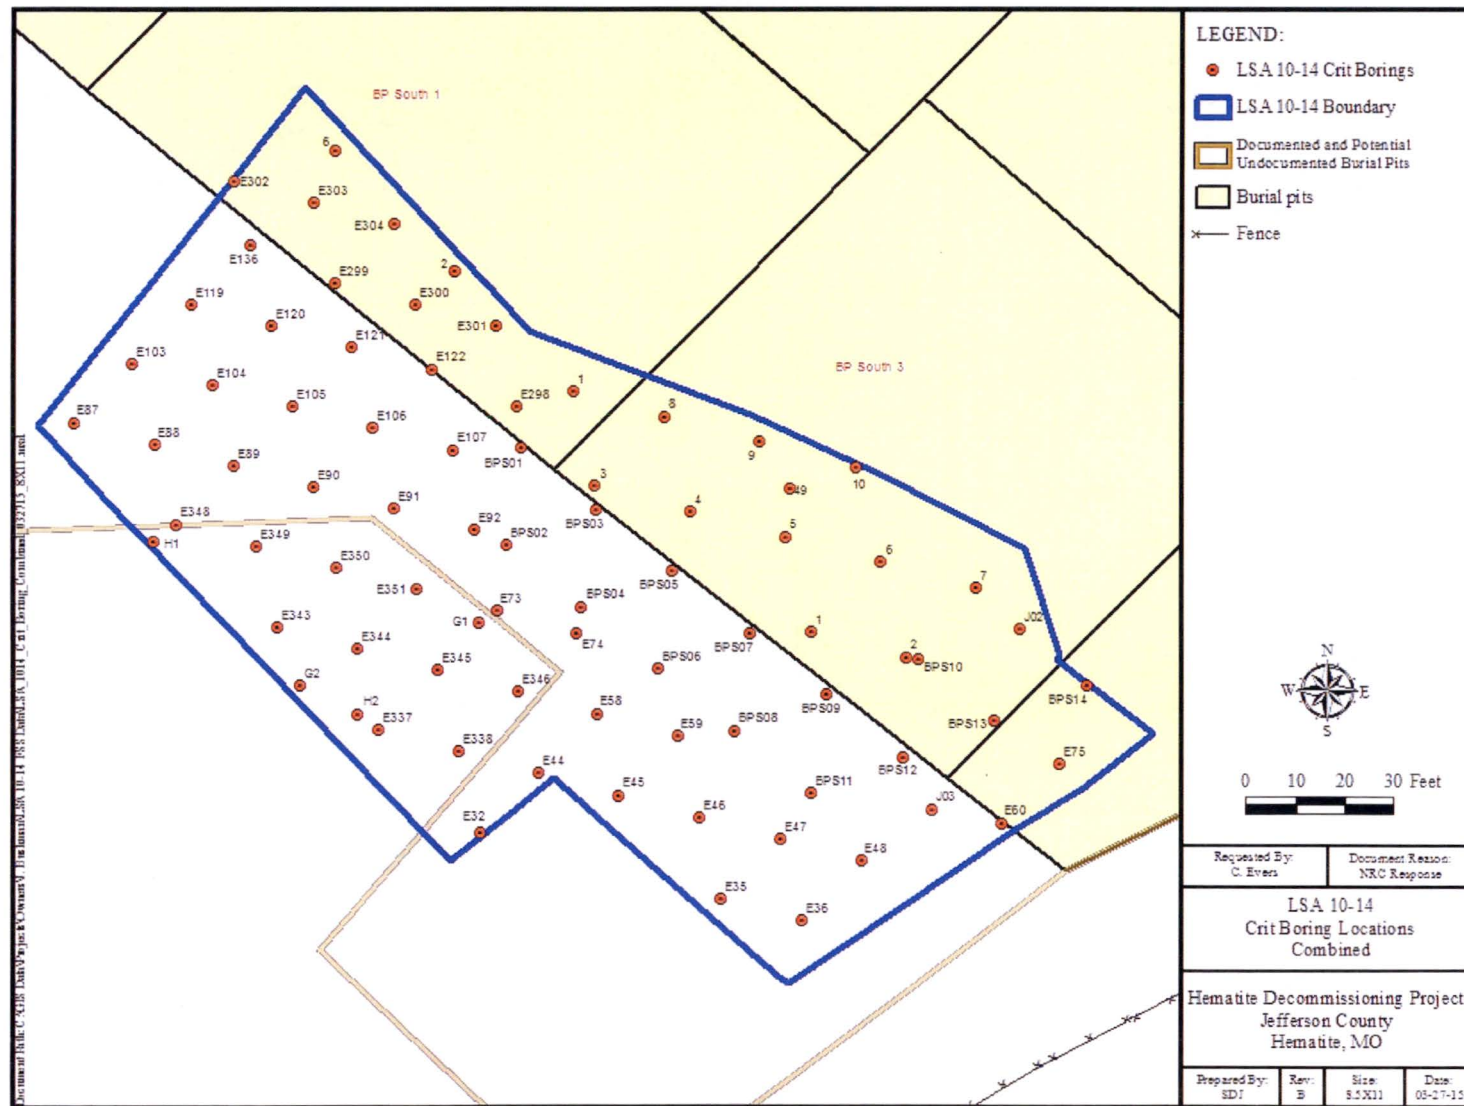 BP South 1
6
E302
E303
E304
E136
E299
2
E119
E300
E120
E301
E121
E122
BP South 3
E103
E104
1
E298
8
E105
E87
E106
9
E88
E107
BPS01
10
E89
3
49
E90
4
BPS03
E91
E348
E92
5
H1
E349
BPS02
6
E350
BPS05
7
E351
E73
BPS04
G1
J02
E343
E74
1
BPS07
E344
2
BPS10
E345
BPS06
G2
E346
BPS14
BPS09
H2
E58
BPS13
E337
E59
BPS08
E338
BPS12
E75
E44
E45
BPS11
E46
J03
E60
E32
E47
E48
E35
E36
LEGEND:
LSA 10-14 Crit Borings
LSA 10-14 Boundary
Documented and Potential
Undocumented Burial Pits
Burial pits
Fence
N
W E
S
0 10 20 30 Feet
Requested By:
C. Evers
Document Reason:
NRC Response
LSA 10-14
Crit Boring Locations
Combined
Hematite Decommissioning Project
Jefferson County
Hematite, MO
Prepared By:
SDJ
Rev:
B
Size:
8.5X11
Date:
03-27-15